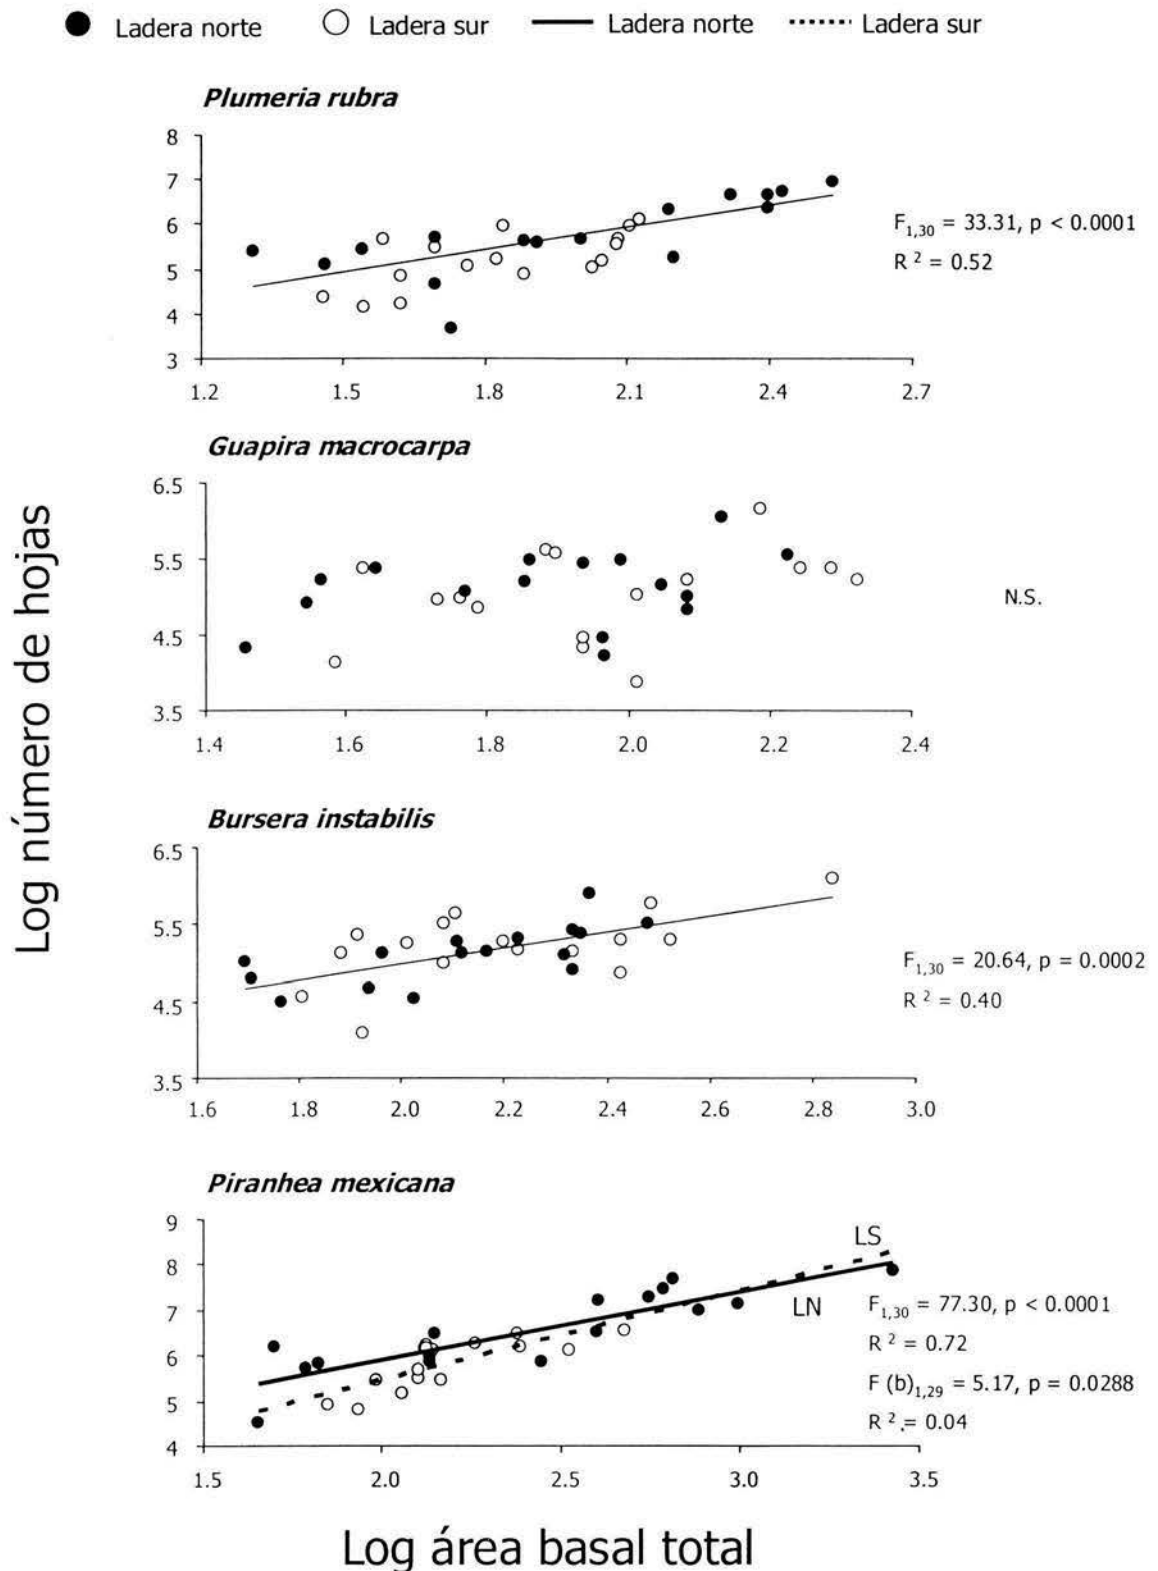 Ladera norte Ladera sur Ladera norte Ladera sur
Plumeria rubra
8
7
6
5
4
3
1.2 1.5 1.8 2.1 2.4 2.7
F1,30 = 33.31, p < 0.0001
R 2 = 0.52
Guapira macrocarpa
6.5
5.5
4.5
3.5
1.4 1.6 1.8 2.0 2.2 2.4
N.S.
Log número de hojas
Bursera instabilis
6.5
5.5
4.5
3.5
1.6 1.8 2.0 2.2 2.4 2.6 2.8 3.0
F1,30 = 20.64, p = 0.0002
R 2 = 0.40
Piranhea mexicana
9
8
7
6
5
4
1.5 2.0 2.5 3.0 3.5
LS
LN
F1,30 = 77.30, p < 0.0001
R 2 = 0.72
F (b)1,29 = 5.17, p = 0.0288
R 2 = 0.04
Log área basal total